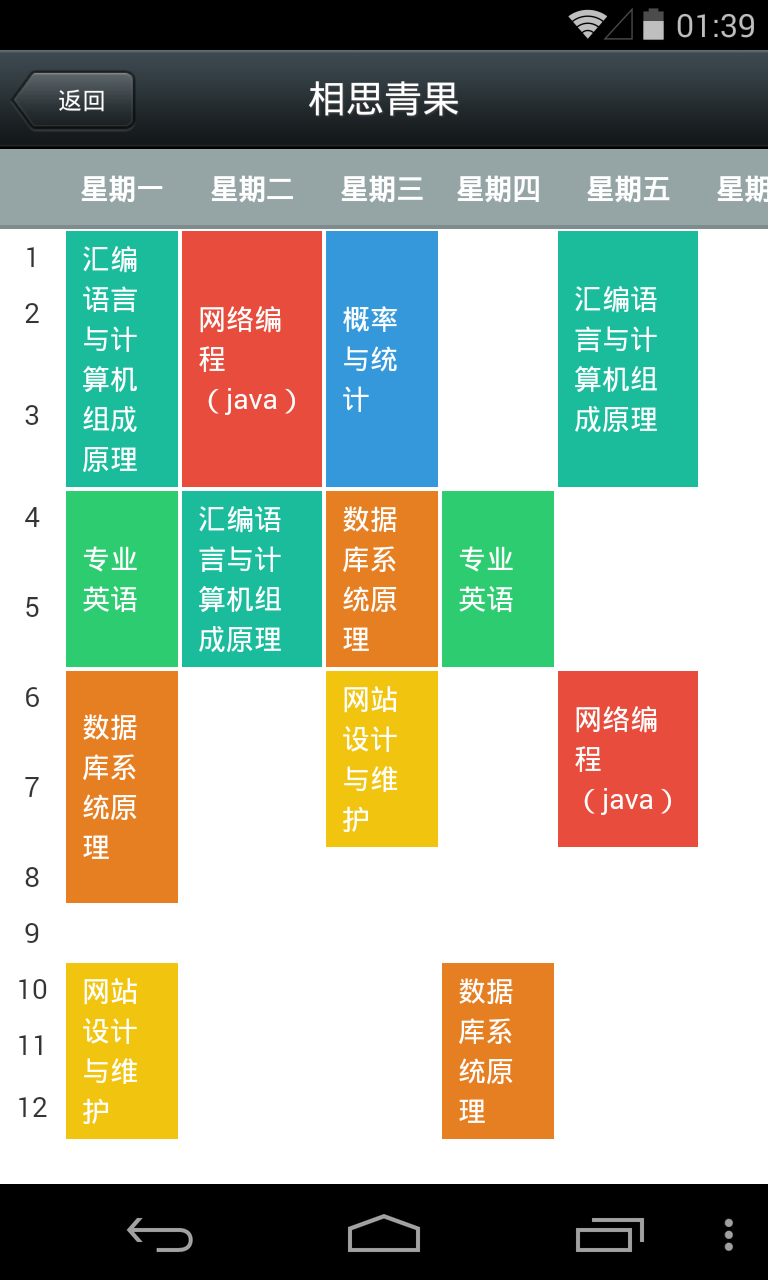 01:39
返回
相思青果
星期一
星期二
星期三
星期四
星期五
星期
1
2
3
4
5
6
7
8
9
10
11
12
汇编
语言
与计
算机
组成
原理
专业
英语
数据
库系
统原
理
网站
设计
与维
护
网络编
程
（java）
汇编语
言与计
算机组
成原理
概率
与统
计
数据
库系
统原
理
网站
设计
与维
护
专业
英语
数据
库系
统原
理
汇编语
言与计
算机组
成原理
网络编
程
（java）